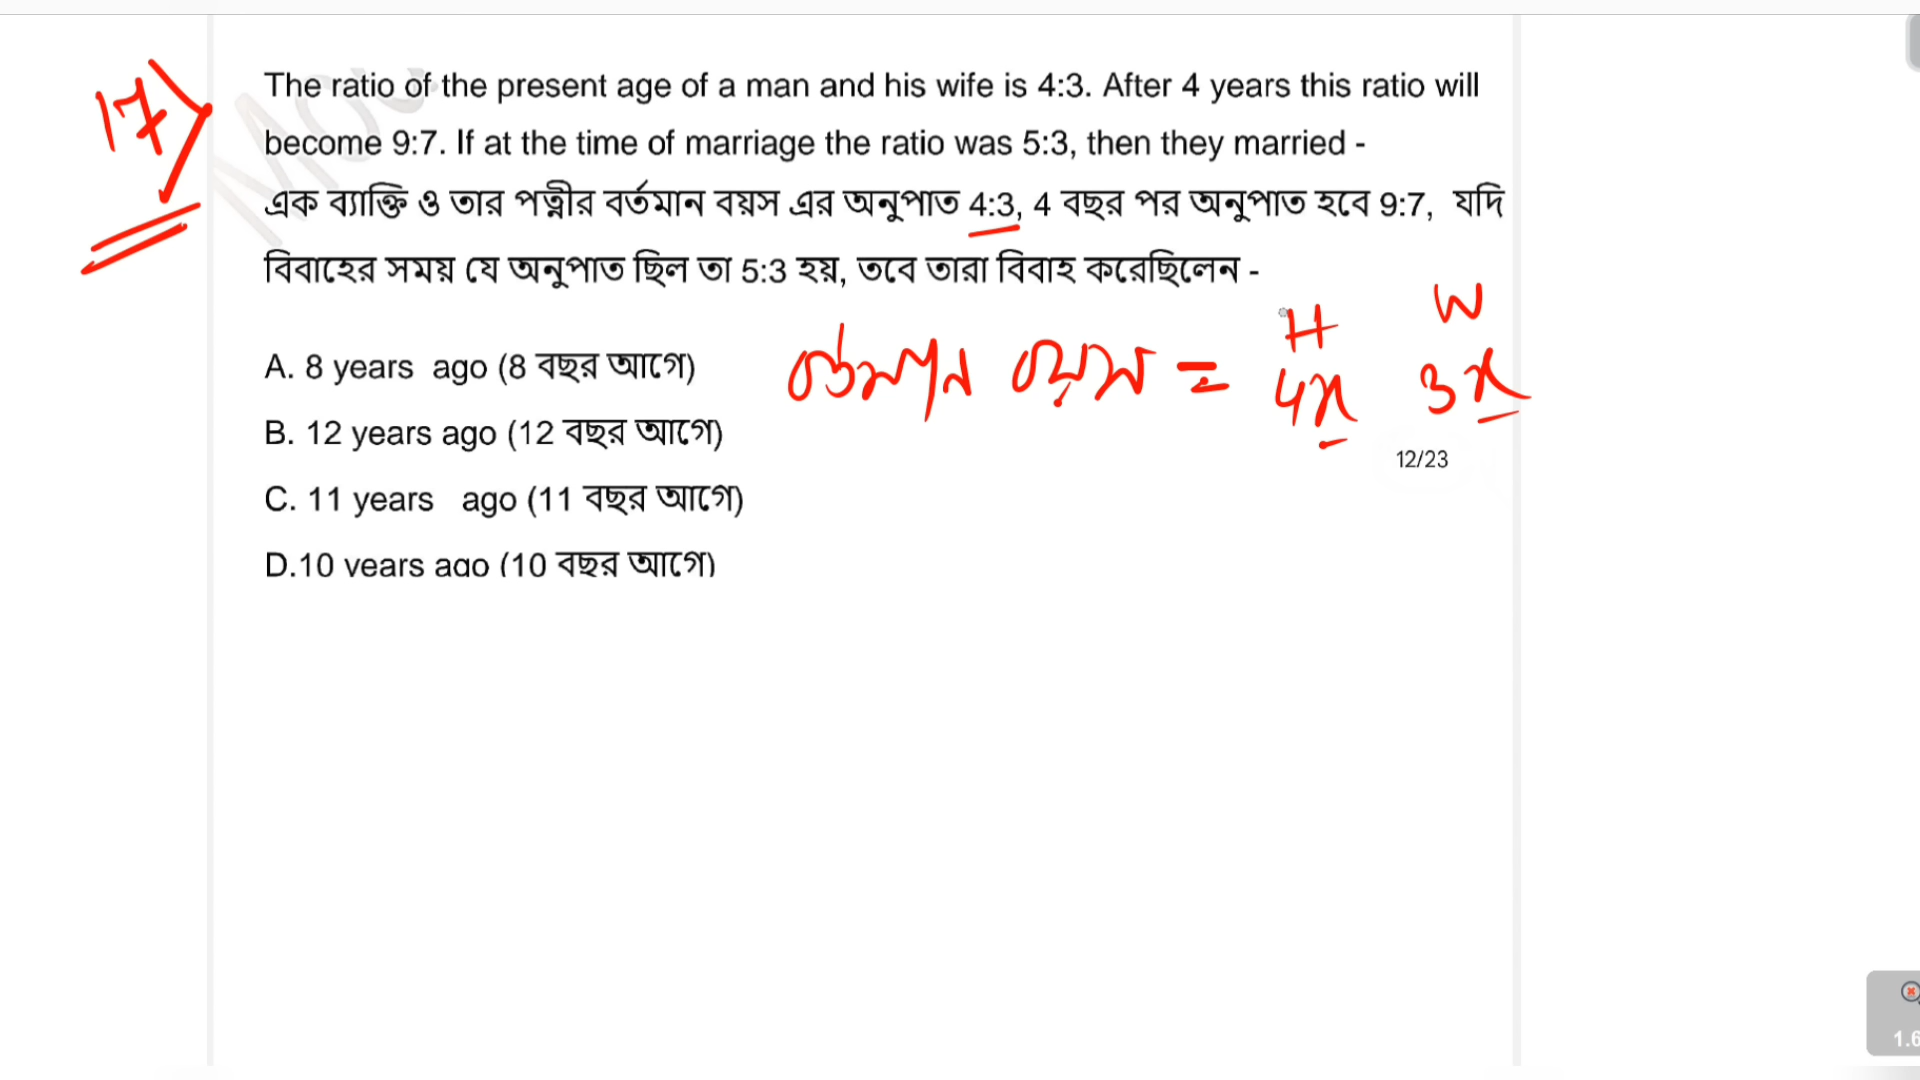 17)
The ratio of the present age of a man and his wife is 4:3. After 4 years this ratio will
become 9:7. If at the time of marriage the ratio was 5:3, then they married -
এক ব্যাক্তি ও তার পত্নীর বর্তমান বয়স এর অনুপাত 4:3, 4 বছর পর অনুপাত হবে 9:7, যদি
বিবাহের সময় যে অনুপাত ছিল তা 5:3 হয়, তবে তারা বিবাহ করেছিলেন -
H W
A. 8 years ago (8 বছর আগে)
বর্তমান বয়স = 4x 3x
B. 12 years ago (12 বছর আগে)
12/23
C. 11 years ago (11 বছর আগে)
D.10 years ago (10 বছর আগে)